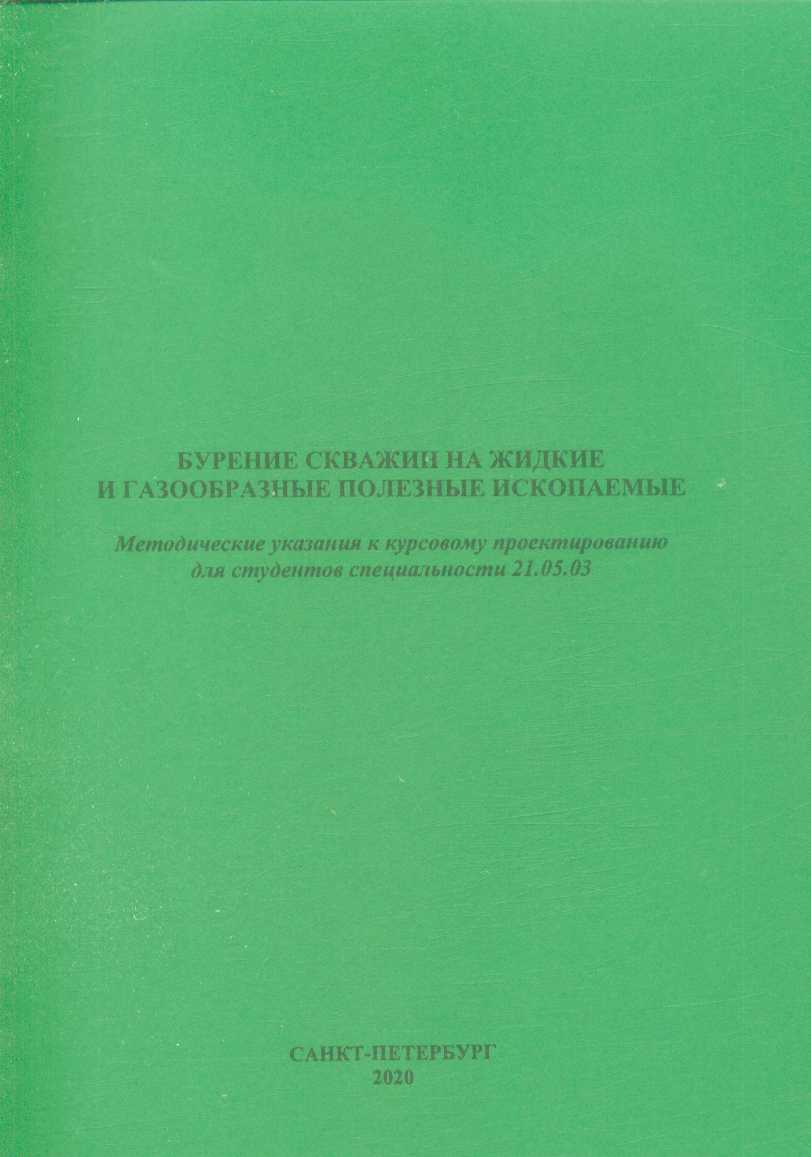 БУРЕНИЕ СКВАЖИН НА ЖИДКИЕ
И ГАЗООБРАЗНЫЕ ПОЛЕЗНЫЕ ИСКОПАЕМЫЕ
Методические указания к курсовому проектированию
для студентов специальности 21.05.03
САНКТ-ПЕТЕРБУРГ
2020